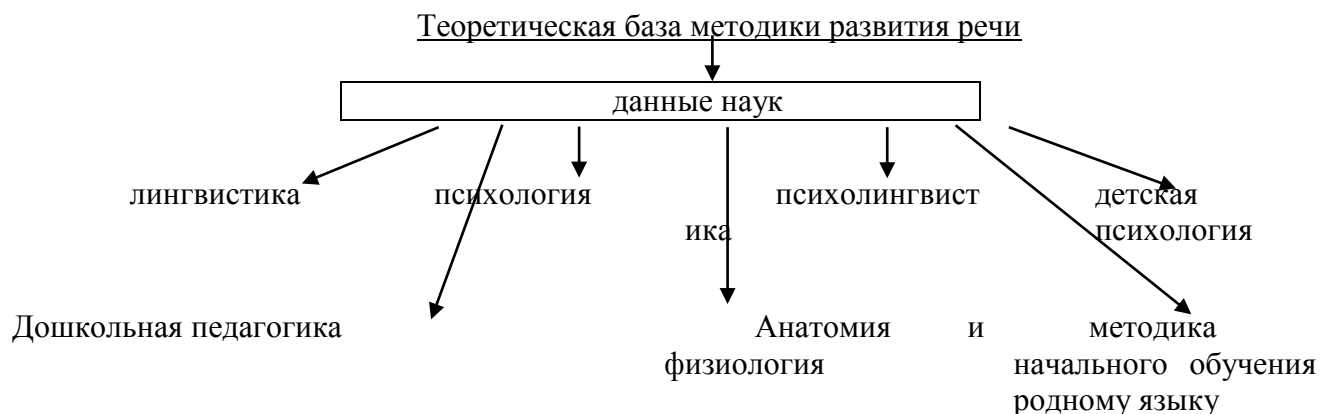 Теоретическая база методики развития речи
данные наук
лингвистика психология психолингвист детская
ика психология
Дошкольная педагогика Анатомия и методика
физиология начального обучения
родному языку